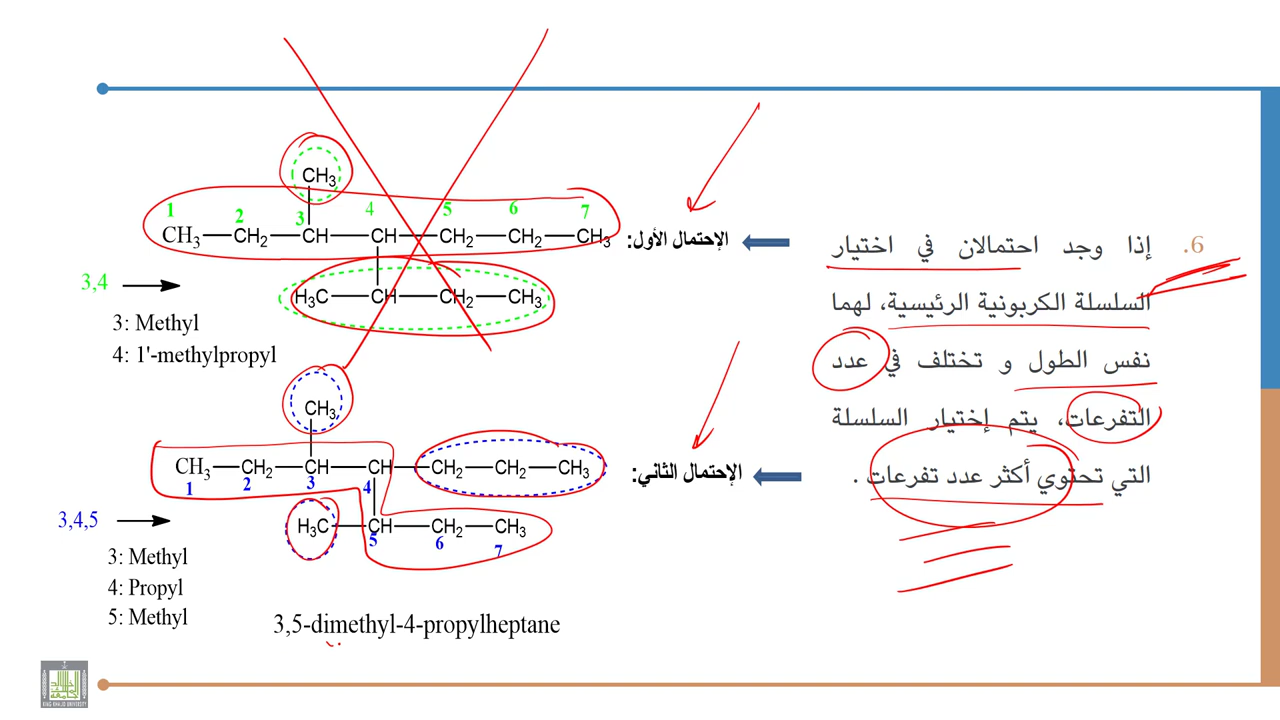 6. إذا وجد احتمالان في اختيار
السلسلة الكربونية الرئيسية، لهما
نفس الطول و تختلف في عدد
التفرعات، يتم إختيار السلسلة
التي تحتوي أكثر عدد تفرعات .
الإحتمال الأول:
CH3
1 2 3 4 5 6 7
CH3 CH2 CH CH CH2 CH2 CH3
H3C CH CH2 CH3
3,4
3: Methyl
4: 1'-methylpropyl
الإحتمال الثاني:
CH3
CH3 CH2 CH CH CH2 CH2 CH3
1 2 3 4
H3C CH CH2 CH3
5 6 7
3,4,5
3: Methyl
4: Propyl
5: Methyl
3,5-dimethyl-4-propylheptane
KING KHALID UNIVERSITY